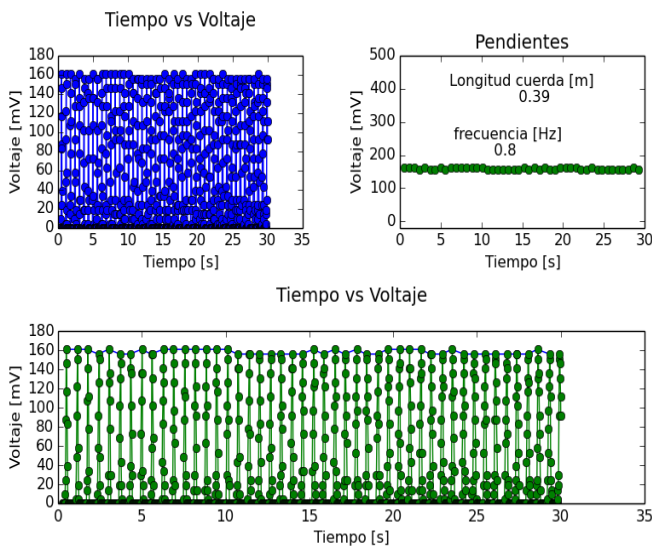 Tiempo vs Voltaje
Voltaje [mV]
180
160
140
120
100
80
60
40
20
0
0 5 10 15 20 25 30 35
Tiempo [s]
Pendientes
Voltaje [mV]
500
400
300
200
100
0
Longitud cuerda [m]
0.39
frecuencia [Hz]
0.8
0 5 10 15 20 25 30
Tiempo [s]
Tiempo vs Voltaje
Voltaje [mV]
180
160
140
120
100
80
60
40
20
0
0 5 10 15 20 25 30 35
Tiempo [s]